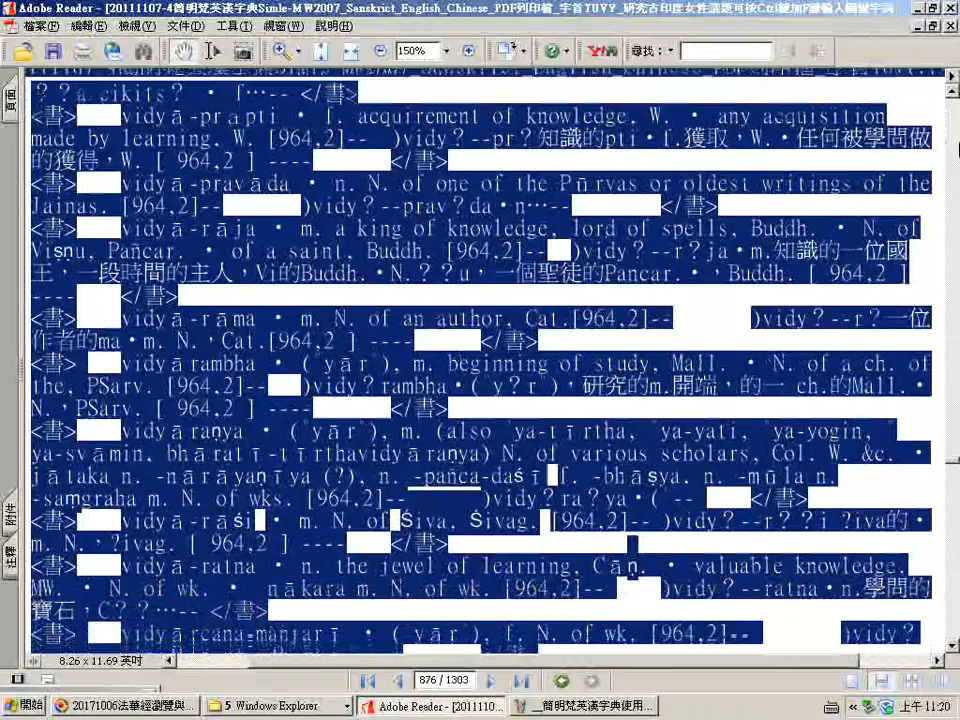 Adobe Reader - [20111107-4簡明梵英漢字典Simle-MW2007_Sanskrit_English_Chinese_PDF列印檔_字首TUVY_研究古印度女性議題可按Ctrl鍵加F鍵輸入關鍵字詞
檔案(F) 編輯(E) 檢視(V) 文件(D) 工具(T) 視窗(W) 說明(H)
150% 尋找：
??a cikits? · f…-- </書>
<書> vidyā-prāpti · f. acquirement of knowledge, W. · any acquisition
made by learning, W. [964,2]-- )vidy?--pr?知識的pti·f.獲取，W.·任何被學問做
的獲得，W. [ 964,2 ] ---- </書>
<書> vidyā-pravāda · n. N. of one of the Pūrvas or oldest writings of the
Jainas. [964,2]-- )vidy?--prav?da·n…-- </書>
<書> vidyā-rāja · m. a king of knowledge, lord of spells, Buddh. · N. of
Viṣṇu, Pañcar. · of a saint, Buddh. [964,2]-- )vidy?--r?ja·m.知識的一位國
王，一段時間的主人，Vi的Buddh.·N.??u，一個聖徒的Pancar.·，Buddh. [ 964,2 ]
---- </書>
<書> vidyā-rāma · m. N. of an author, Cat.[964,2]-- )vidy?--r?一位
作者的ma·m. N.，Cat.[ 964,2 ] ---- </書>
<書> vidyārambha · (°yār°), m. beginning of study, Mall. · N. of a ch. of
the, PSarv. [964,2]-- )vidy?rambha·(°y?r°)，研究的m.開端，的一 ch.的Mall.·
N.，PSarv. [ 964,2 ] ---- </書>
<書> vidyāraṇya · (°yār°), m. (also °ya-tīrtha, °ya-yati, °ya-yogin, °
ya-svāmin, bhāratī-tīrthavidyāraṇya) N. of various scholars, Col. W. &c. ·
jātaka n. -nārāyaṇīya (?), n. -pañca-daśī f. -bhāṣya, n. -mūla n.
-saṃgraha m. N. of wks. [964,2]-- )vidy?ra?ya·(°-- </書>
<書> vidyā-rāśi · m. N. of Śiva, Śivag. [964,2]-- )vidy?--r??i ?iva的·
m. N.，?ivag. [ 964,2 ] ---- </書>
<書> vidyā-ratna · n. the jewel of learning, Cāṇ. · valuable knowledge,
MW. · N. of wk. · °nākara m. N. of wk. [964,2]-- )vidy?--ratna·n.學問的
寶石，C??…-- </書>
<書> vidyārcana-mañjarī · (°yār°), f. N. of wk. [964,2]-- )vidy?
頁面
附件
註釋
8.26 x 11.69 英吋
876 / 1303
開始 20171006法華經瀏覽與... 5 Windows Explorer Adobe Reader - [201110... __簡明梵英漢字典使用... 上午 11:20